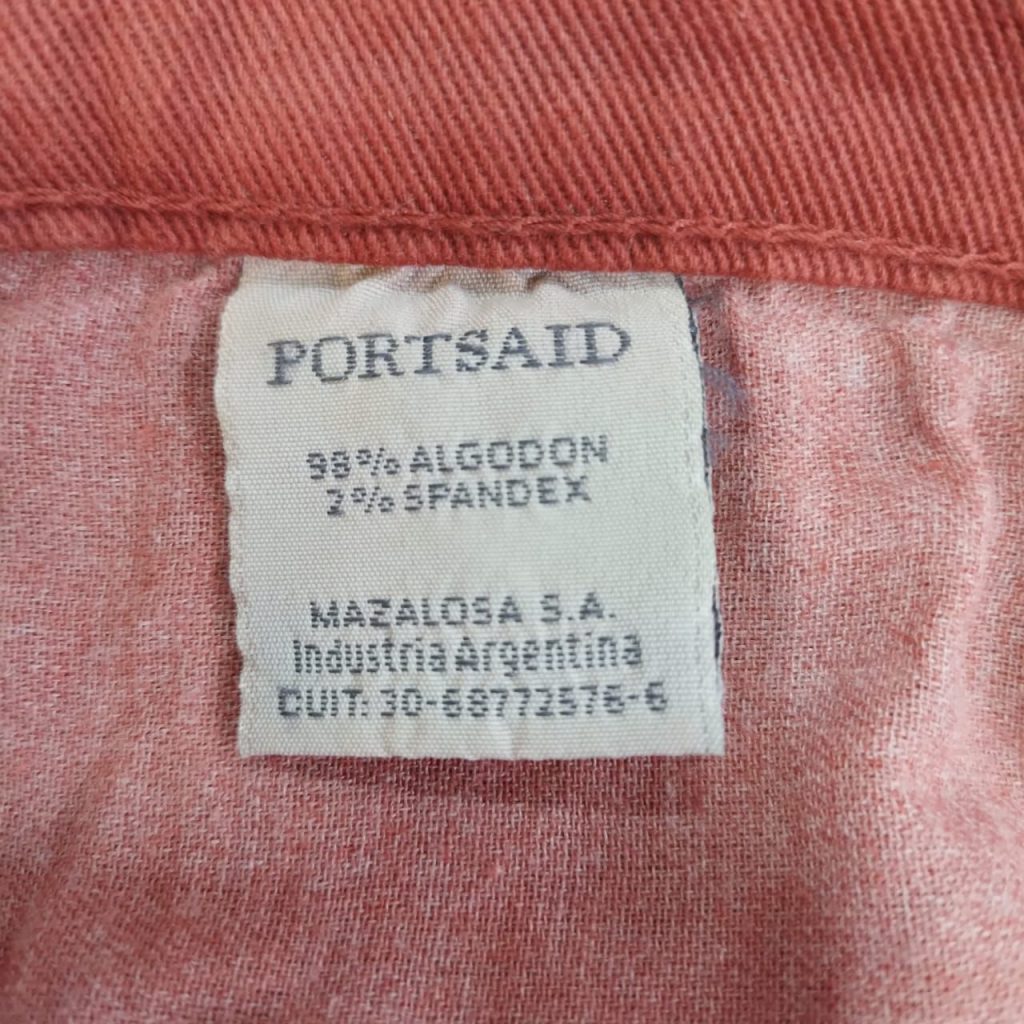 PORTSAID
98% ALGODON
2% SPANDEX
MAZALOSA S.A.
Industria Argentina
CUIT: 30-68772576-6